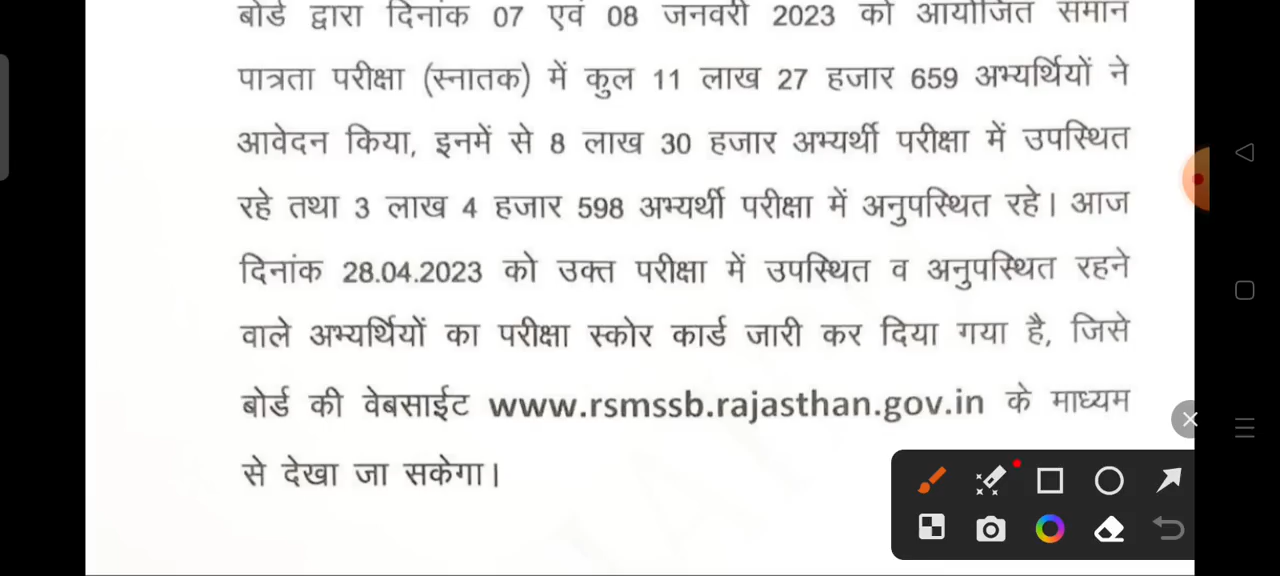 बोर्ड द्वारा दिनांक 07 एवं 08 जनवरी 2023 को आयोजित समान
पात्रता परीक्षा (स्नातक) में कुल 11 लाख 27 हजार 659 अभ्यर्थियों ने
आवेदन किया, इनमें से 8 लाख 30 हजार अभ्यर्थी परीक्षा में उपस्थित
रहे तथा 3 लाख 4 हजार 598 अभ्यर्थी परीक्षा में अनुपस्थित रहे। आज
दिनांक 28.04.2023 को उक्त परीक्षा में उपस्थित व अनुपस्थित रहने
वाले अभ्यर्थियों का परीक्षा स्कोर कार्ड जारी कर दिया गया है, जिसे
बोर्ड की वेबसाईट www.rsmssb.rajasthan.gov.in के माध्यम
से देखा जा सकेगा।